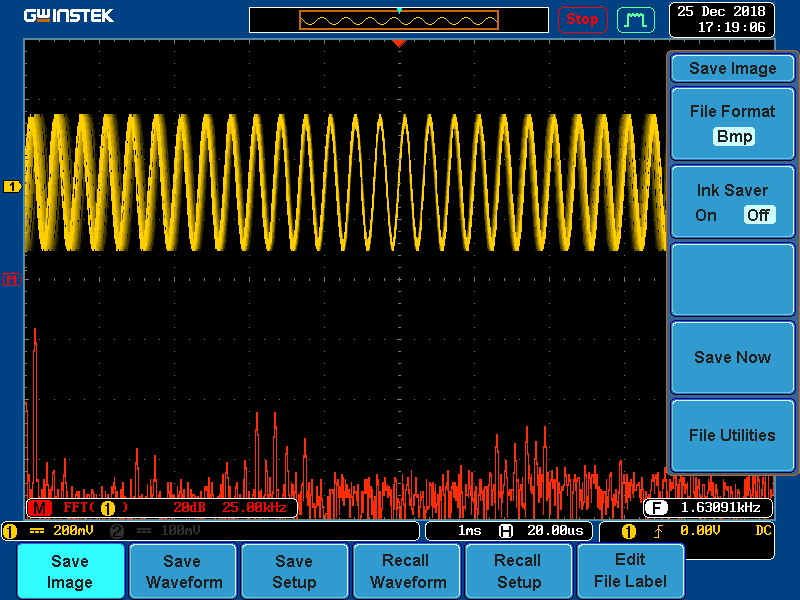 GWINSTEK
Stop
25 Dec 2018
17:19:06
Save Image
File Format
Bmp
1
Ink Saver
On Off
M
Save Now
File Utilities
M FFT( 1 ) 20dB 25.00kHz
F 1.63091kHz
1 200mV 2 100mV
1ms H 20.00us
1 0.00V DC
Save
Image
Save
Waveform
Save
Setup
Recall
Waveform
Recall
Setup
Edit
File Label